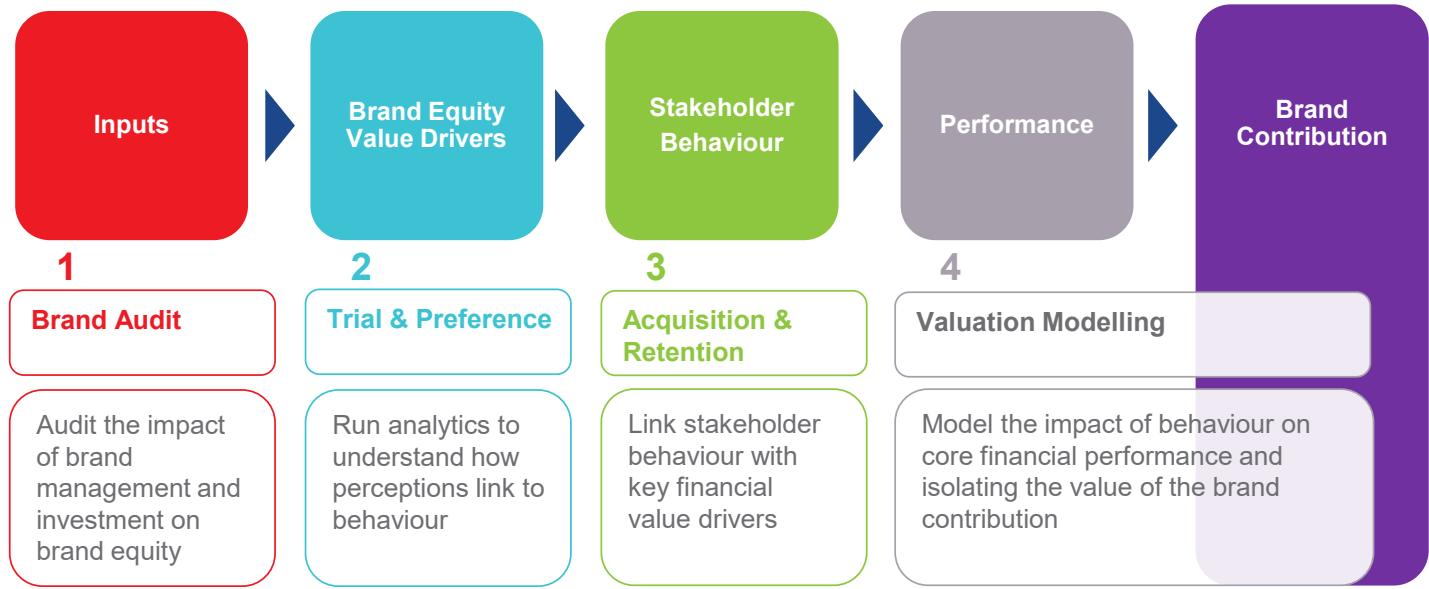 Inputs
Brand Equity
Value Drivers
Stakeholder
Behaviour
Performance
Brand
Contribution
1
Brand Audit
Audit the impact
of brand
management and
investment on
brand equity
2
Trial & Preference
Run analytics to
understand how
perceptions link to
behaviour
3
Acquisition &
Retention
Link stakeholder
behaviour with
key financial
value drivers
4
Valuation Modelling
Model the impact of behaviour on
core financial performance and
isolating the value of the brand
contribution